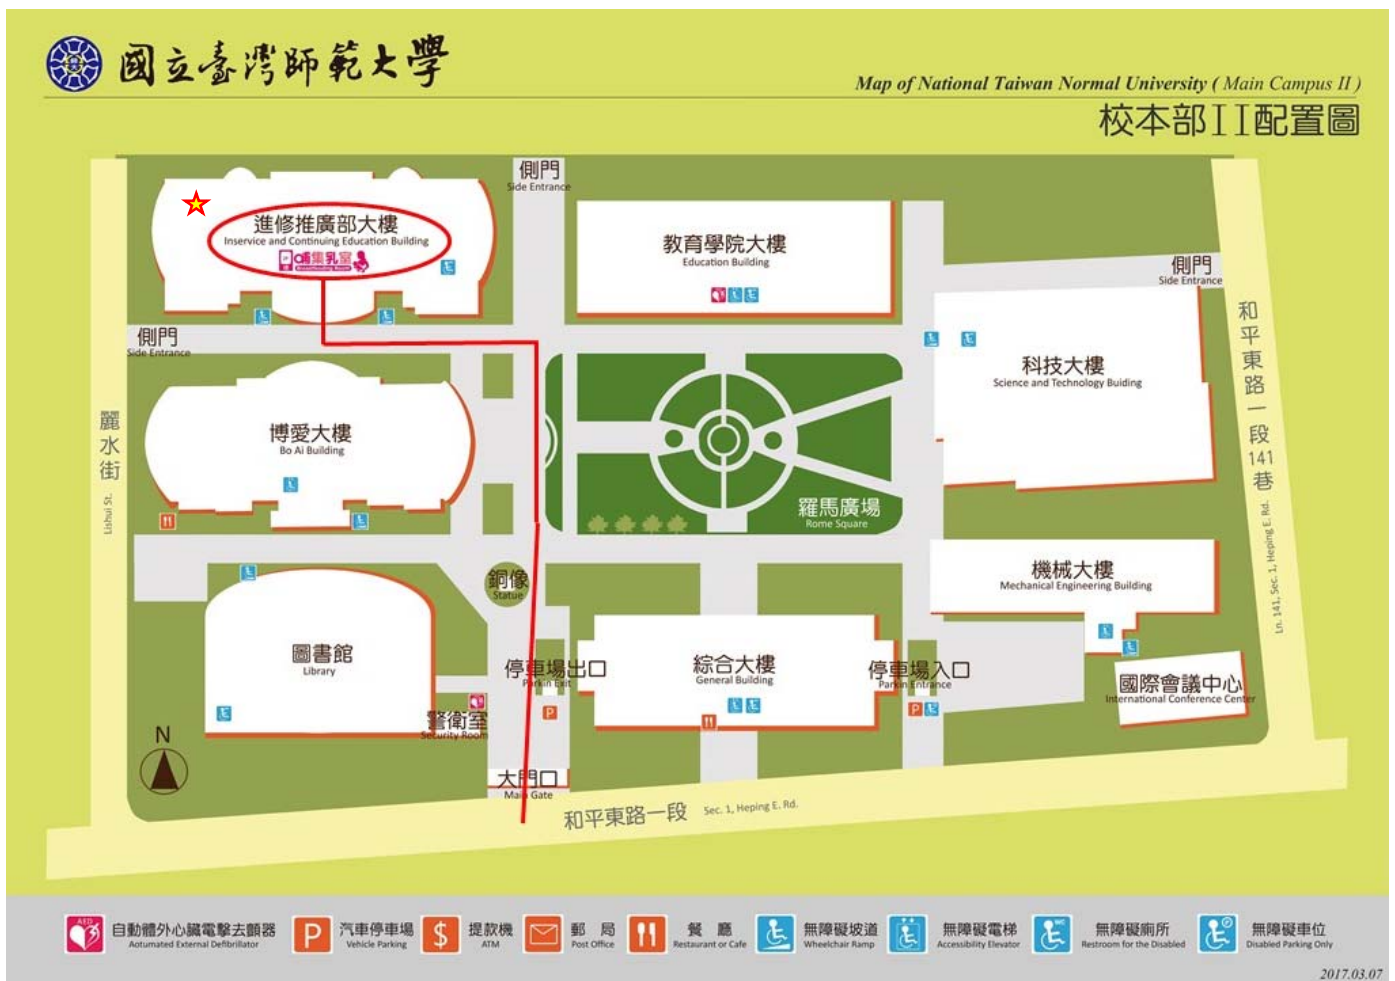 國立臺灣師範大學
Map of National Taiwan Normal University ( Main Campus II )
校本部II配置圖
側門
Side Entrance
進修推廣部大樓
Inservice and Continuing Education Building
哺集乳室
Breastfeeding Room
教育學院大樓
Education Building
側門
Side Entrance
側門
Side Entrance
科技大樓
Science and Technology Buiding
和平東路一段141巷
Ln. 141, Sec. 1, Heping E. Rd.
麗水街
Lishui St.
博愛大樓
Bo Ai Building
羅馬廣場
Rome Square
銅像
Statue
機械大樓
Mechanical Engineering Building
圖書館
Library
停車場出口
Parkin Exit
綜合大樓
General Building
停車場入口
Parkin Entrance
國際會議中心
International Conference Center
P
P
警衛室
Security Room
N
大門口
Main Gate
和平東路一段 Sec. 1, Heping E. Rd.
AED
自動體外心臟電擊去顫器
Aotumated External Defibrillator
P
汽車停車場
Vehicle Parking
$
提款機
ATM
郵 局
Post Office
餐 廳
Restaurant or Cafe
無障礙坡道
Wheelchair Ramp
無障礙電梯
Accessibility Elevator
WC
無障礙廁所
Restroom for the Disabled
P
無障礙車位
Disabled Parking Only
2017.03.07